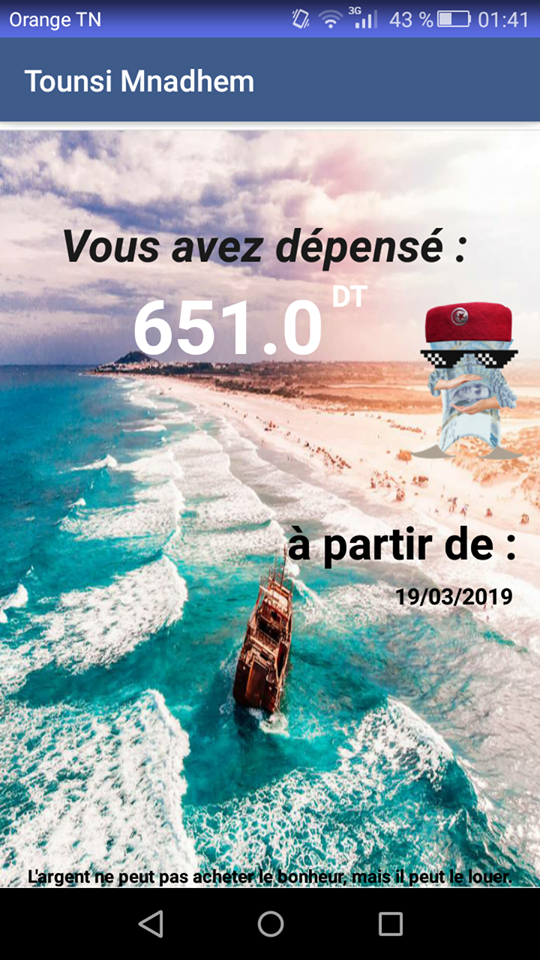 Orange TN 3G 43 % 01:41
Tounsi Mnadhem
Vous avez dépensé :
651.0 DT
à partir de :
19/03/2019
L'argent ne peut pas acheter le bonheur, mais il peut le louer.